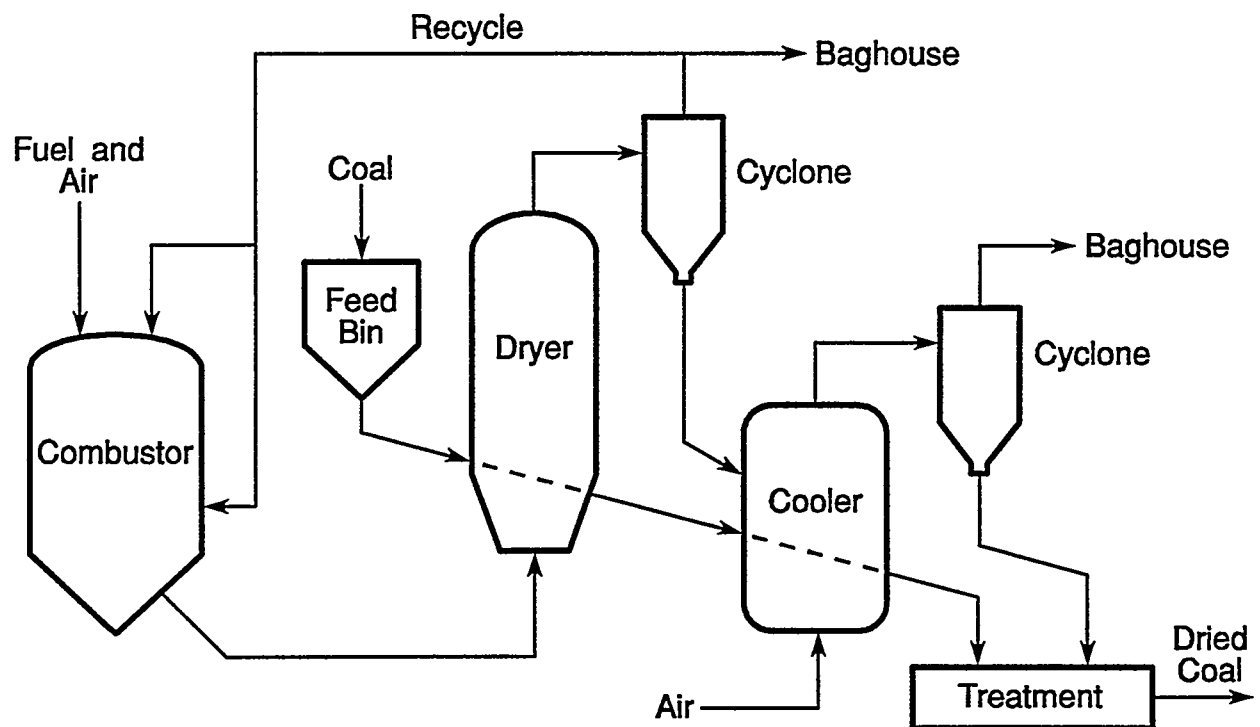 Recycle
Baghouse
Fuel and
Air
Coal
Cyclone
Feed
Bin
Dryer
Baghouse
Cyclone
Combustor
Cooler
Dried
Coal
Air
Treatment